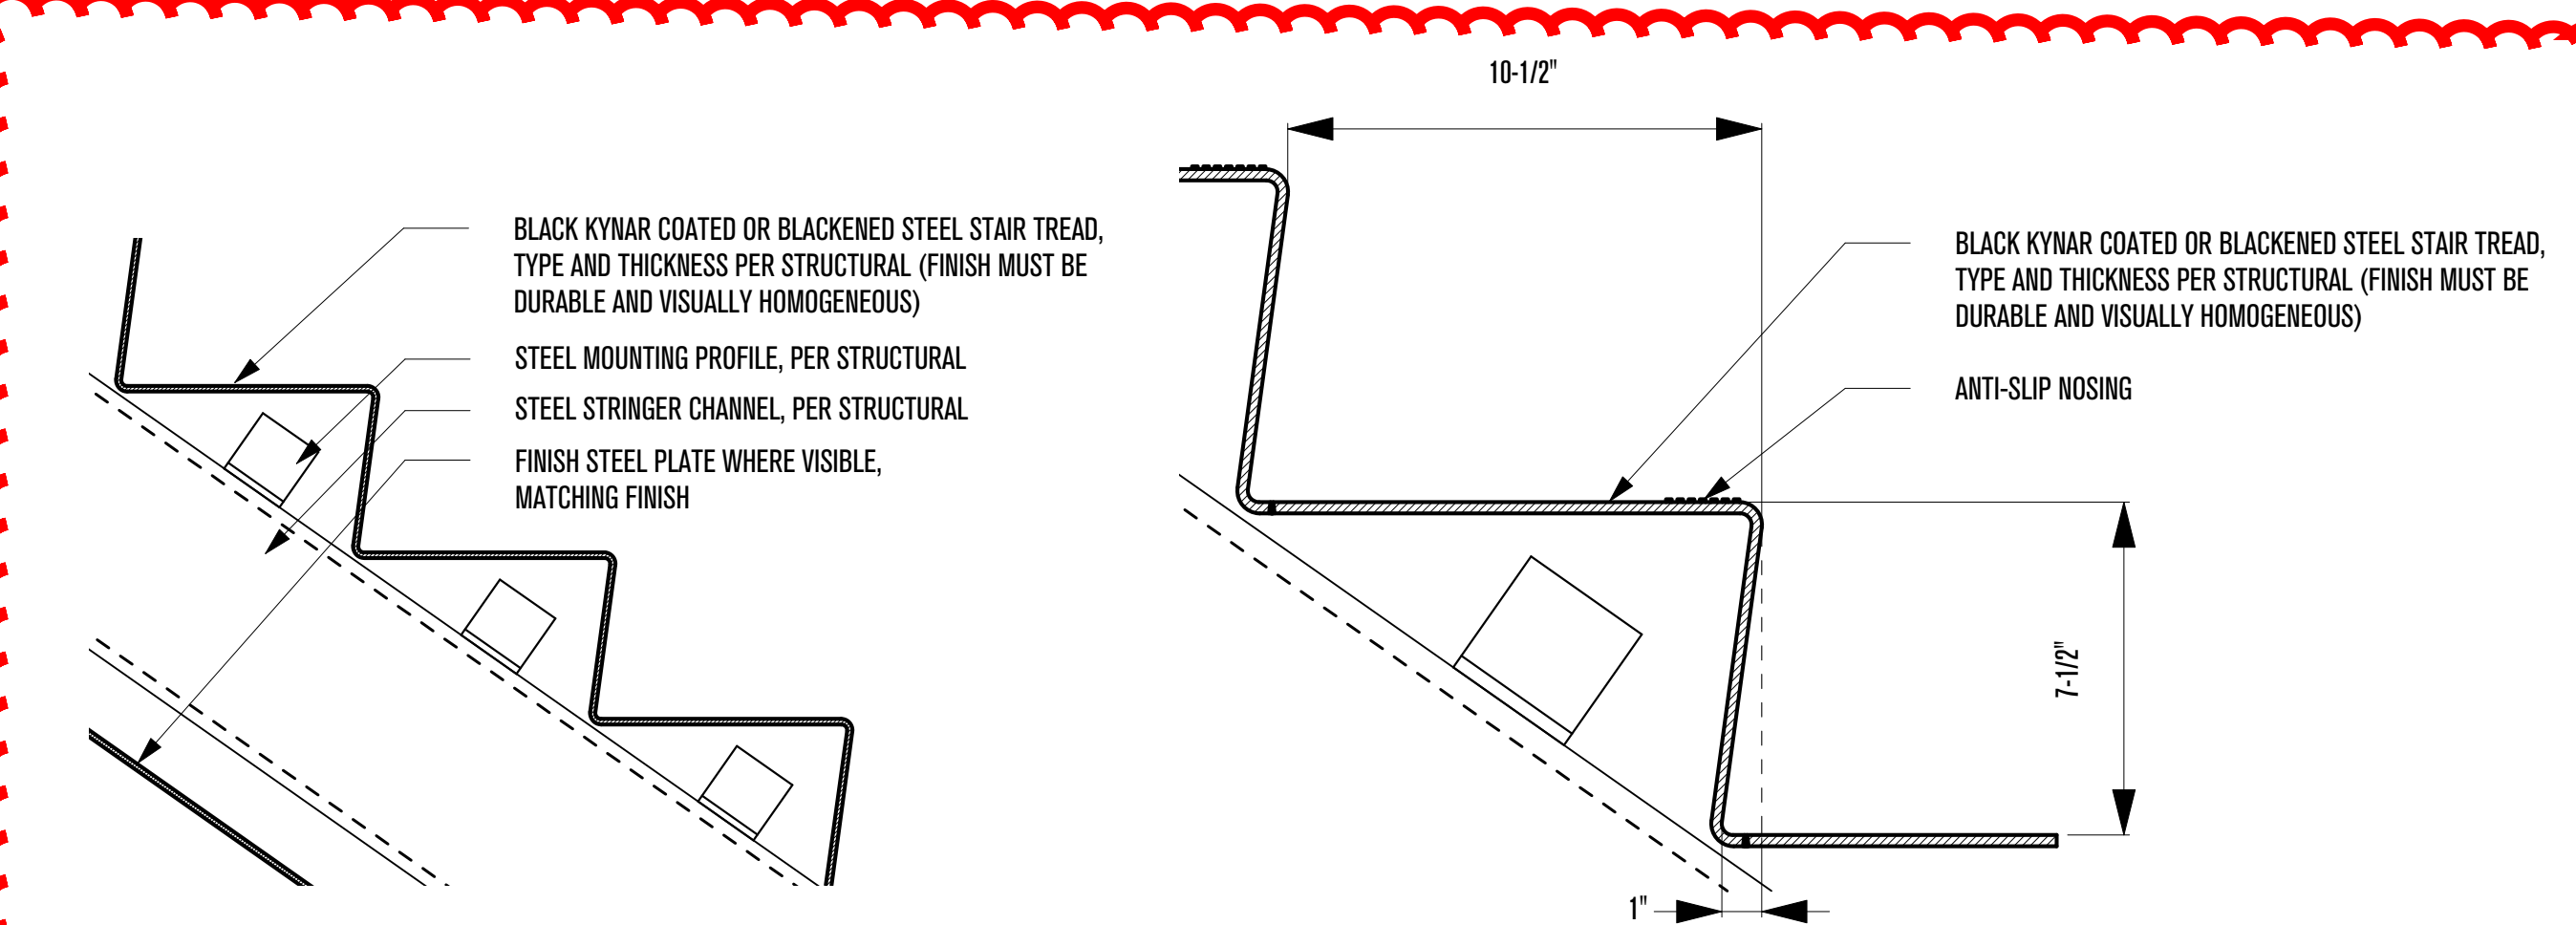 10-1/2"
BLACK KYNAR COATED OR BLACKENED STEEL STAIR TREAD,
TYPE AND THICKNESS PER STRUCTURAL (FINISH MUST BE
DURABLE AND VISUALLY HOMOGENEOUS)
STEEL MOUNTING PROFILE, PER STRUCTURAL
STEEL STRINGER CHANNEL, PER STRUCTURAL
FINISH STEEL PLATE WHERE VISIBLE,
MATCHING FINISH
BLACK KYNAR COATED OR BLACKENED STEEL STAIR TREAD,
TYPE AND THICKNESS PER STRUCTURAL (FINISH MUST BE
DURABLE AND VISUALLY HOMOGENEOUS)
ANTI-SLIP NOSING
7-1/2"
1"